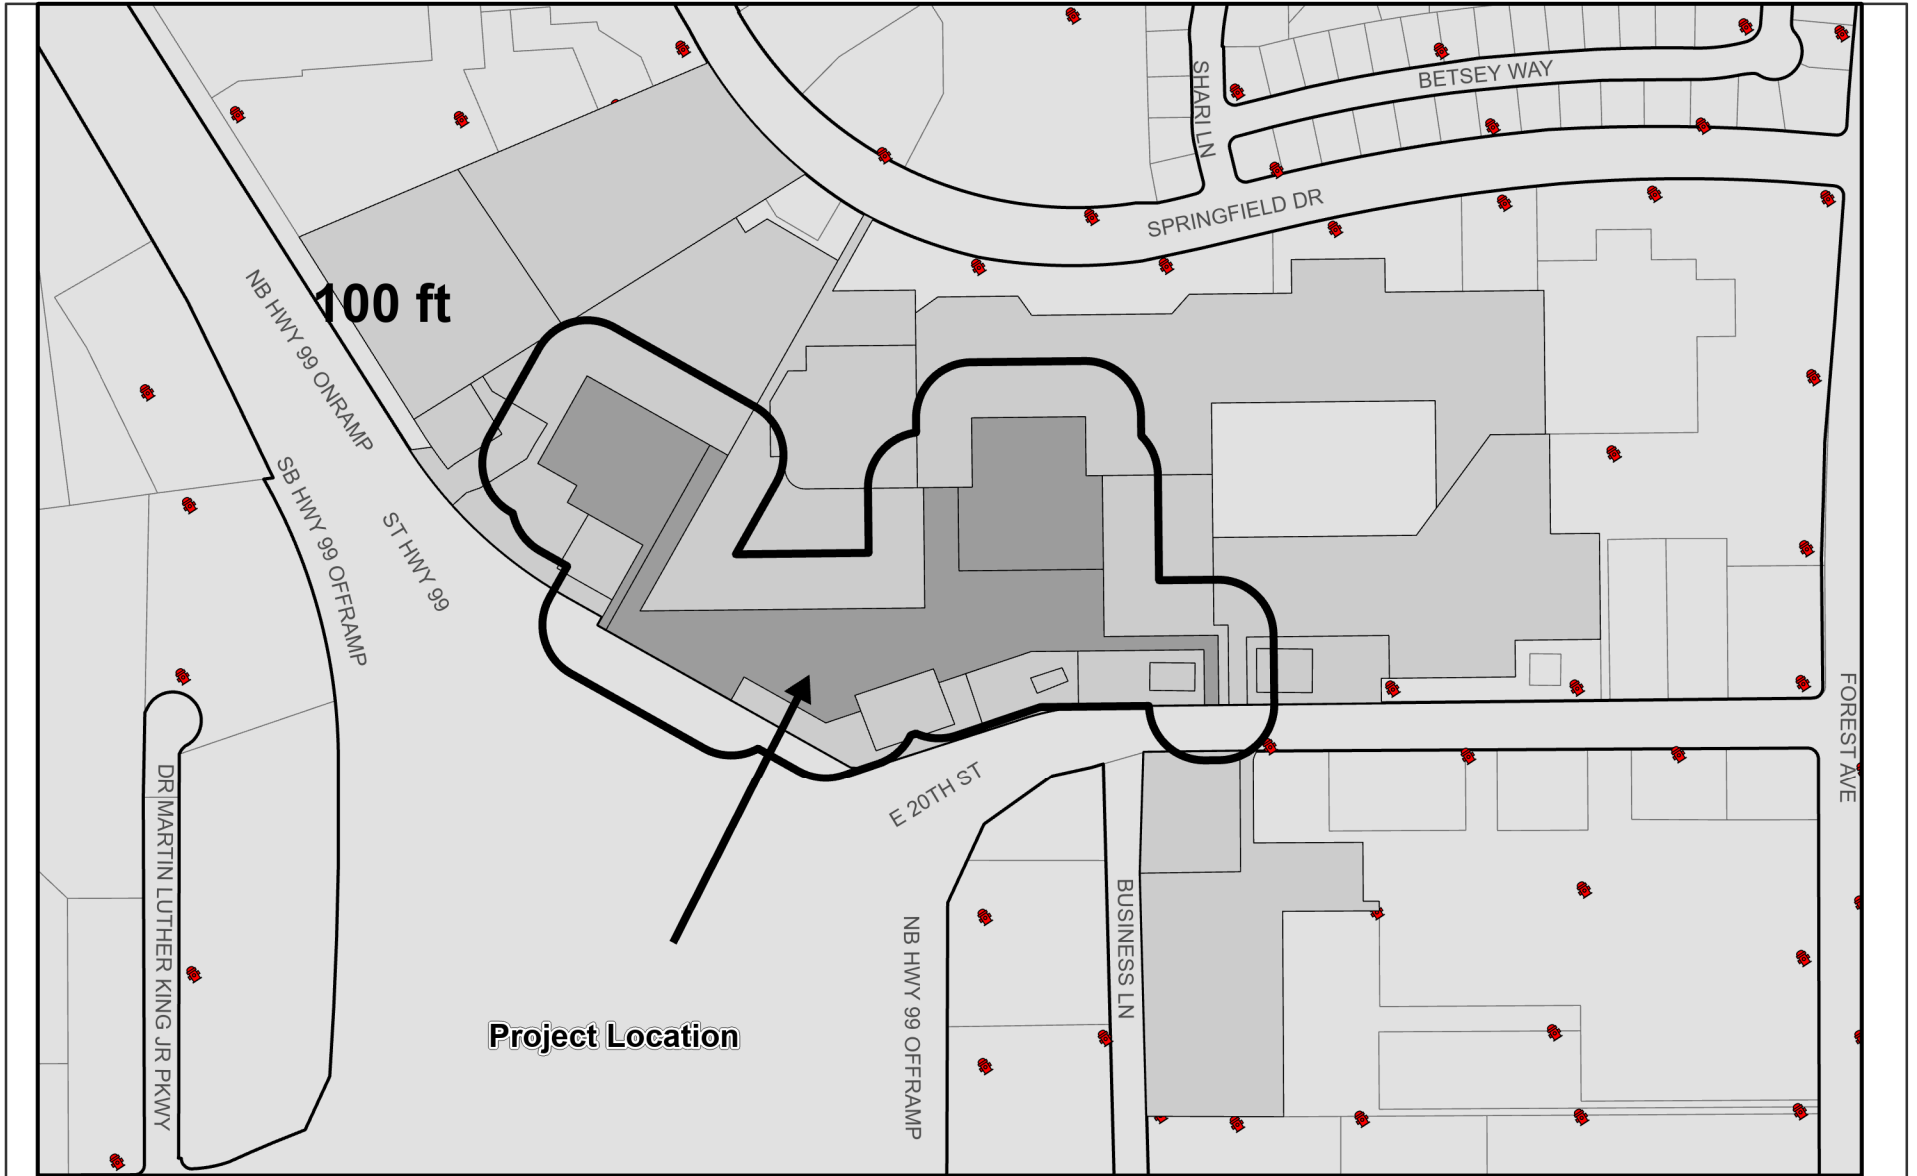 BETSEY WAY
SHARI LN
SPRINGFIELD DR
100 ft
NB HWY 99 ONRAMP
SB HWY 99 OFFRAMP
ST HWY 99
FOREST AVE
E 20TH ST
DR MARTIN LUTHER KING JR PKWY
BUSINESS LN
NB HWY 99 OFFRAMP
Project Location